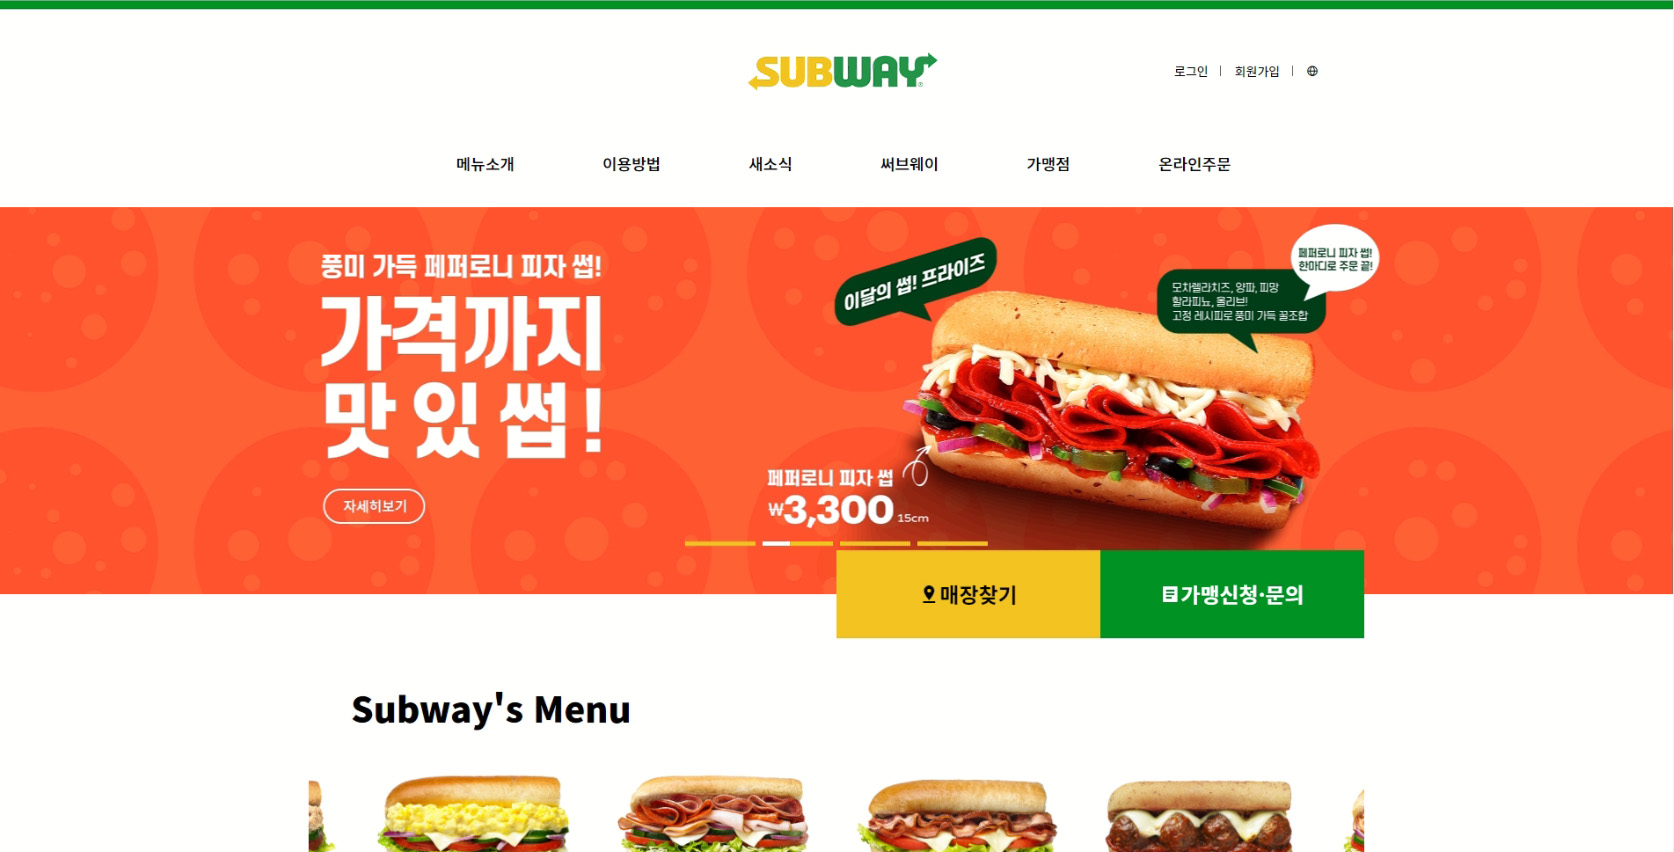 SUBWAY
로그인
회원가입
메뉴소개
이용방법
새소식
써브웨이
가맹점
온라인주문
풍미 가득 페퍼로니 피자 썹!
가격까지
맛있썹!
자세히보기
이달의 썹! 프라이즈
페퍼로니 피자 썹!
한마디로 주문 끝!
모차렐라치즈, 양파, 피망
할라피뇨, 올리브!
고정 레시피로 풍미 가득 꿀조합
페퍼로니 피자 썹
₩3,300 15cm
매장찾기
가맹신청·문의
Subway's Menu